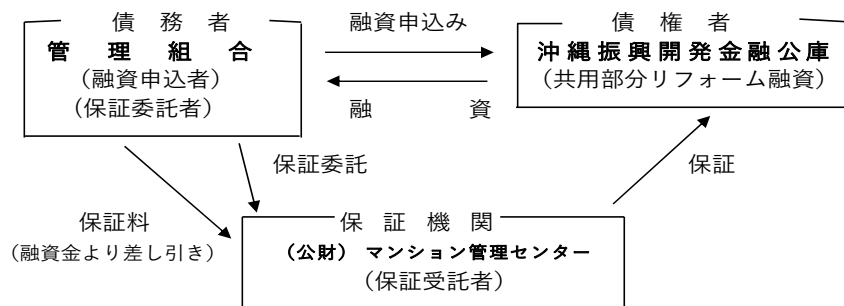 債務者
管理組合
(融資申込者)
(保証委託者)
融資申込み
融資
債権者
沖縄振興開発金融公庫
(共用部分リフォーム融資)
保証委託
保証
保証料
(融資金より差し引き)
保証機関
(公財) マンション管理センター
(保証受託者)